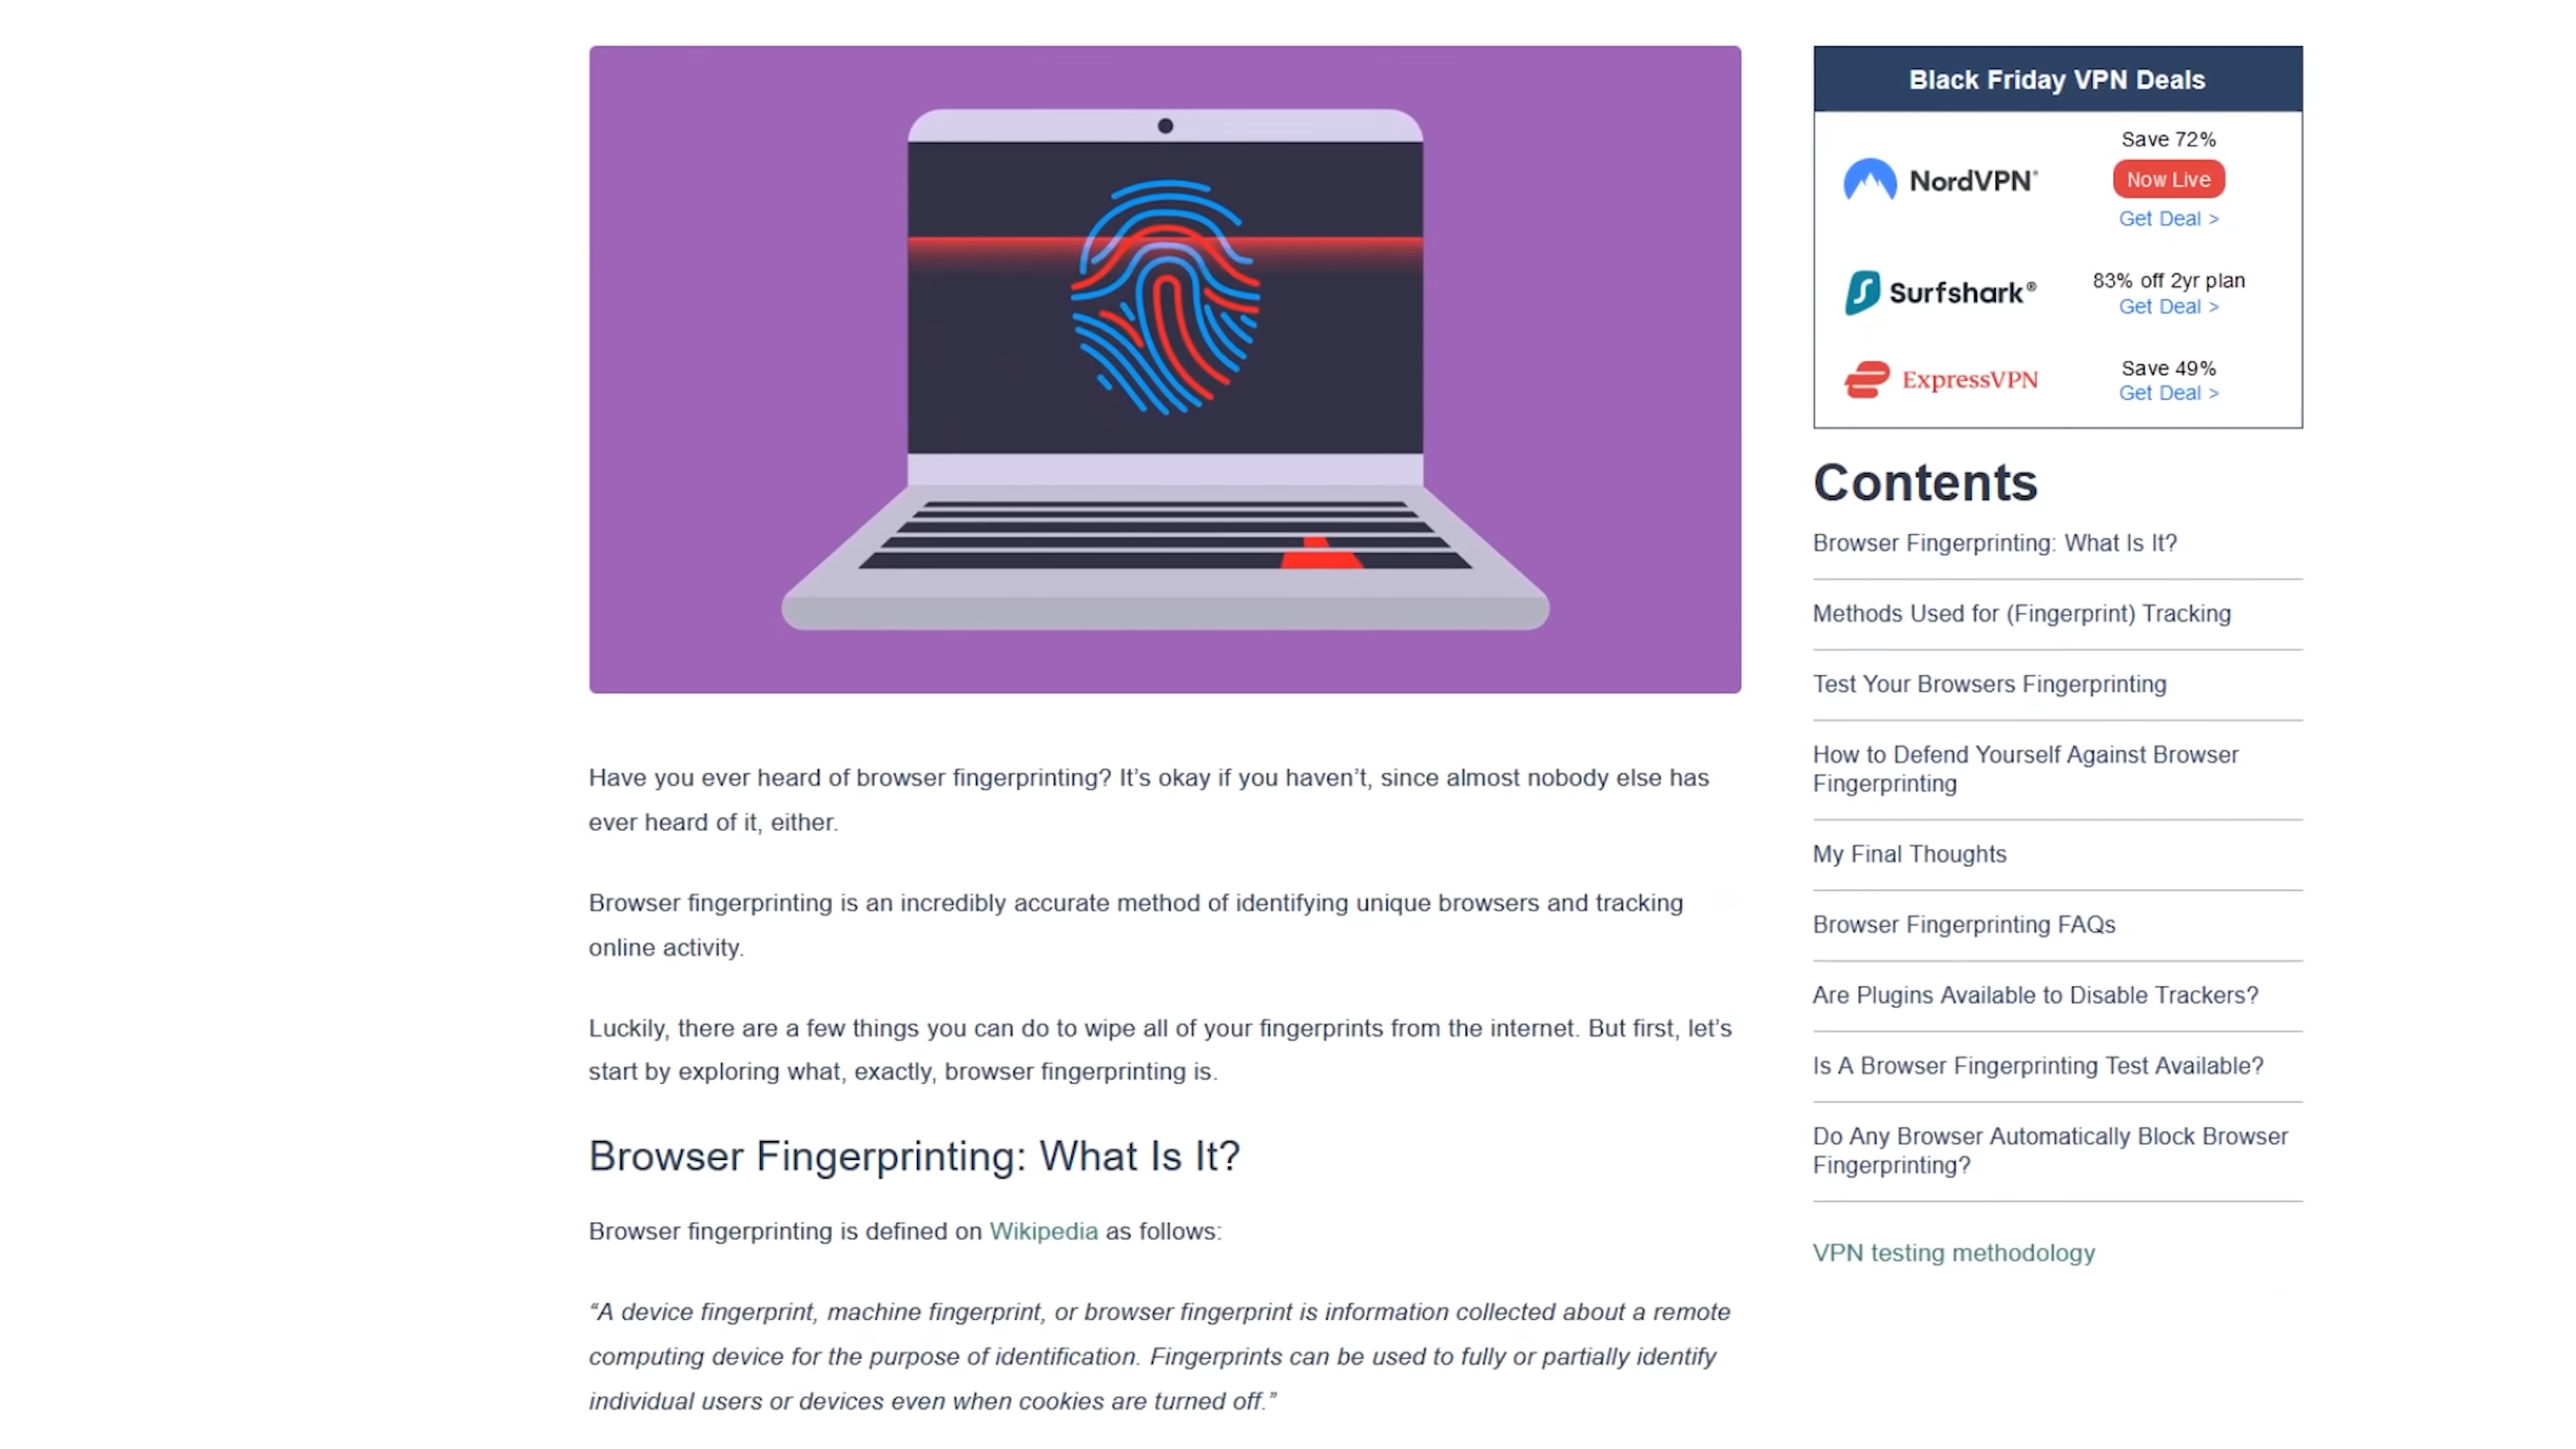 Black Friday VPN Deals
NordVPN®
Save 72%
Now Live
Get Deal >
Surfshark®
83% off 2yr plan
Get Deal >
ExpressVPN
Save 49%
Get Deal >
Contents
Browser Fingerprinting: What Is It?
Methods Used for (Fingerprint) Tracking
Test Your Browsers Fingerprinting
How to Defend Yourself Against Browser
Fingerprinting
My Final Thoughts
Browser Fingerprinting FAQs
Are Plugins Available to Disable Trackers?
Is A Browser Fingerprinting Test Available?
Do Any Browser Automatically Block Browser
Fingerprinting?
VPN testing methodology
Have you ever heard of browser fingerprinting? It’s okay if you haven’t, since almost nobody else has
ever heard of it, either.
Browser fingerprinting is an incredibly accurate method of identifying unique browsers and tracking
online activity.
Luckily, there are a few things you can do to wipe all of your fingerprints from the internet. But first, let’s
start by exploring what, exactly, browser fingerprinting is.
Browser Fingerprinting: What Is It?
Browser fingerprinting is defined on Wikipedia as follows:
“A device fingerprint, machine fingerprint, or browser fingerprint is information collected about a remote
computing device for the purpose of identification. Fingerprints can be used to fully or partially identify
individual users or devices even when cookies are turned off.”